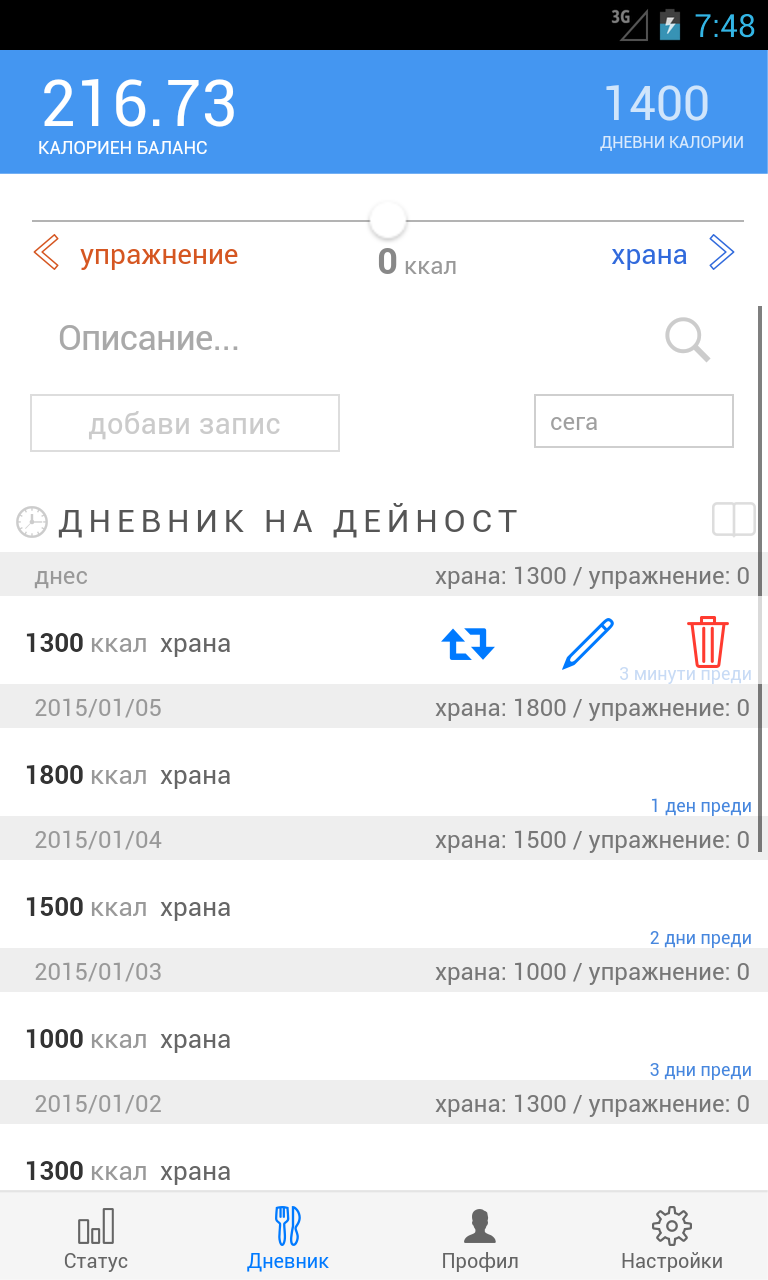 3G 7:48
216.73 1400
КАЛОРИЕН БАЛАНС ДНЕВНИ КАЛОРИИ
упражнение 0 ккал храна
Описание...
добави запис сега
ДНЕВНИК НА ДЕЙНОСТ
днес храна: 1300 / упражнение: 0
1300 ккал храна
3 минути преди
2015/01/05 храна: 1800 / упражнение: 0
1800 ккал храна
1 ден преди
2015/01/04 храна: 1500 / упражнение: 0
1500 ккал храна
2 дни преди
2015/01/03 храна: 1000 / упражнение: 0
1000 ккал храна
3 дни преди
2015/01/02 храна: 1300 / упражнение: 0
1300 ккал храна
Статус Дневник Профил Настройки